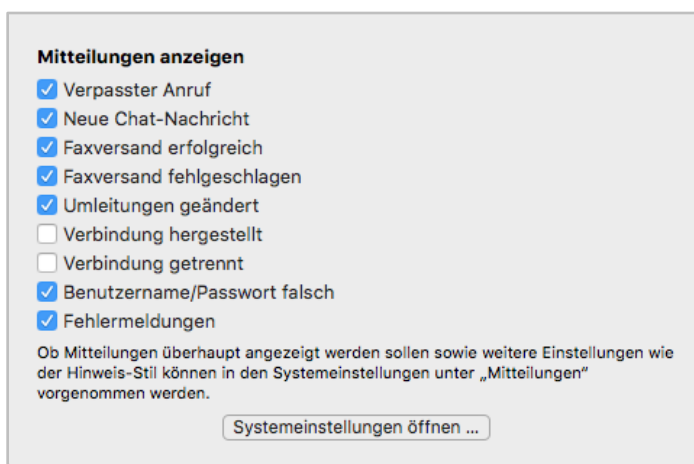 Mitteilungen anzeigen
Verpasster Anruf
Neue Chat-Nachricht
Faxversand erfolgreich
Faxversand fehlgeschlagen
Umleitungen geändert
Verbindung hergestellt
Verbindung getrennt
Benutzername/Passwort falsch
Fehlermeldungen
Ob Mitteilungen überhaupt angezeigt werden sollen sowie weitere Einstellungen wie
der Hinweis-Stil können in den Systemeinstellungen unter „Mitteilungen“
vorgenommen werden.
Systemeinstellungen öffnen ...